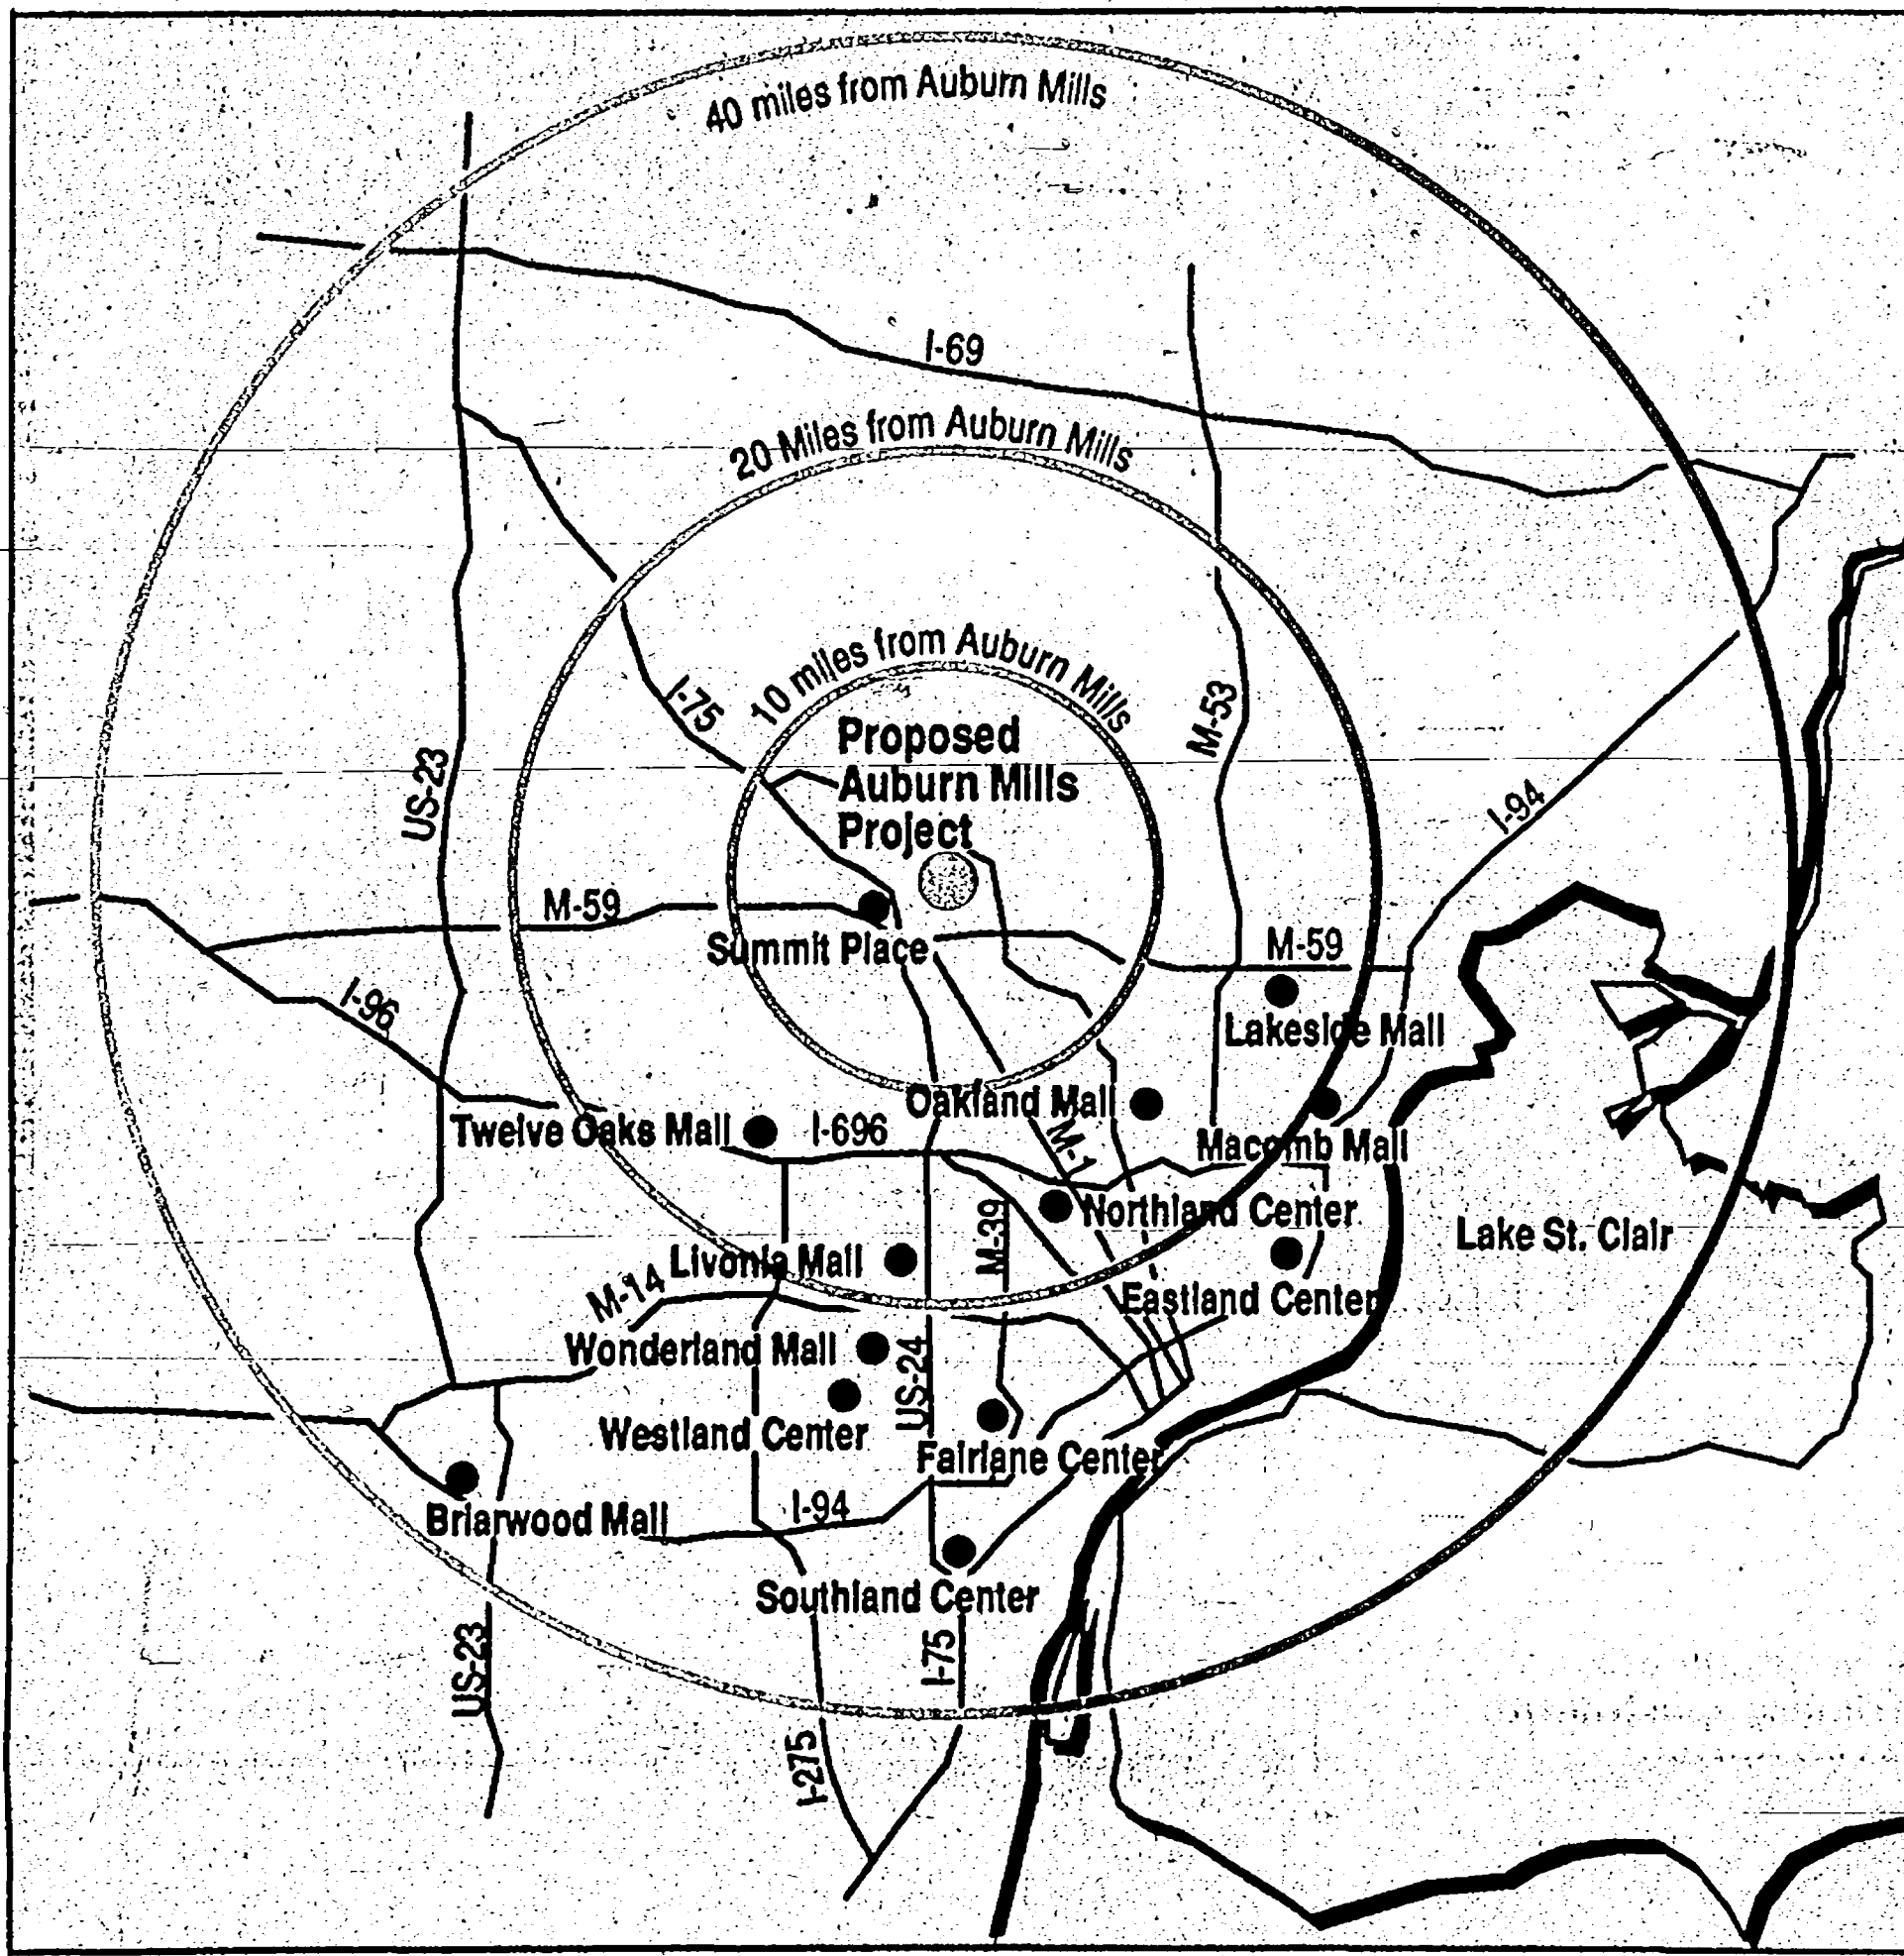 40 miles from Auburn Mills
I-69
20 Miles from Auburn Mills
10 miles from Auburn Mills
I-75
M-53
Proposed
Auburn Mills
Project
US-23
I-94
M-59
Summit Place
M-59
I-96
Lakeside Mall
Oakland Mall
Twelve Oaks Mall
I-696
M-1
Macomb Mall
Northland Center
M-39
Lake St. Clair
Livonia Mall
M-14
Eastland Center
Wonderland Mall
US-24
Westland Center
Fairlane Center
Briarwood Mall
I-94
Southland Center
US-23
I-75
I-275